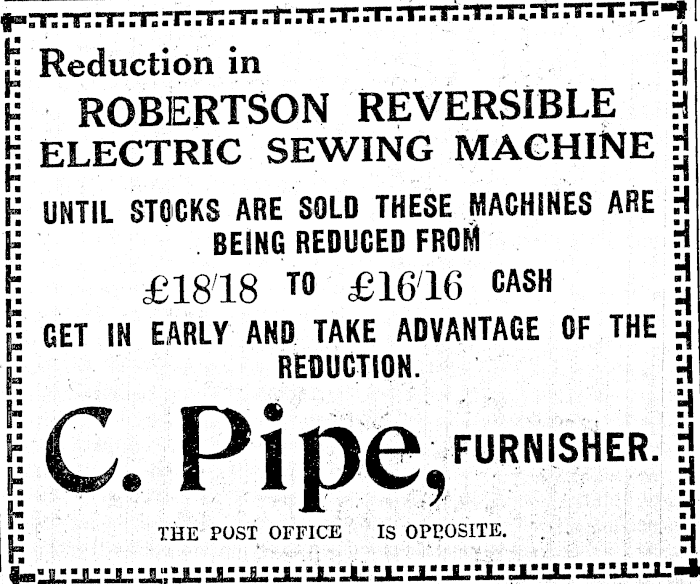 Reduction in
ROBERTSON REVERSIBLE
ELECTRIC SEWING MACHINE
UNTIL STOCKS ARE SOLD THESE MACHINES ARE
BEING REDUCED FROM
£18/18 TO £16/16 CASH
GET IN EARLY AND TAKE ADVANTAGE OF THE
REDUCTION.
C. Pipe, FURNISHER.
THE POST OFFICE IS OPPOSITE.